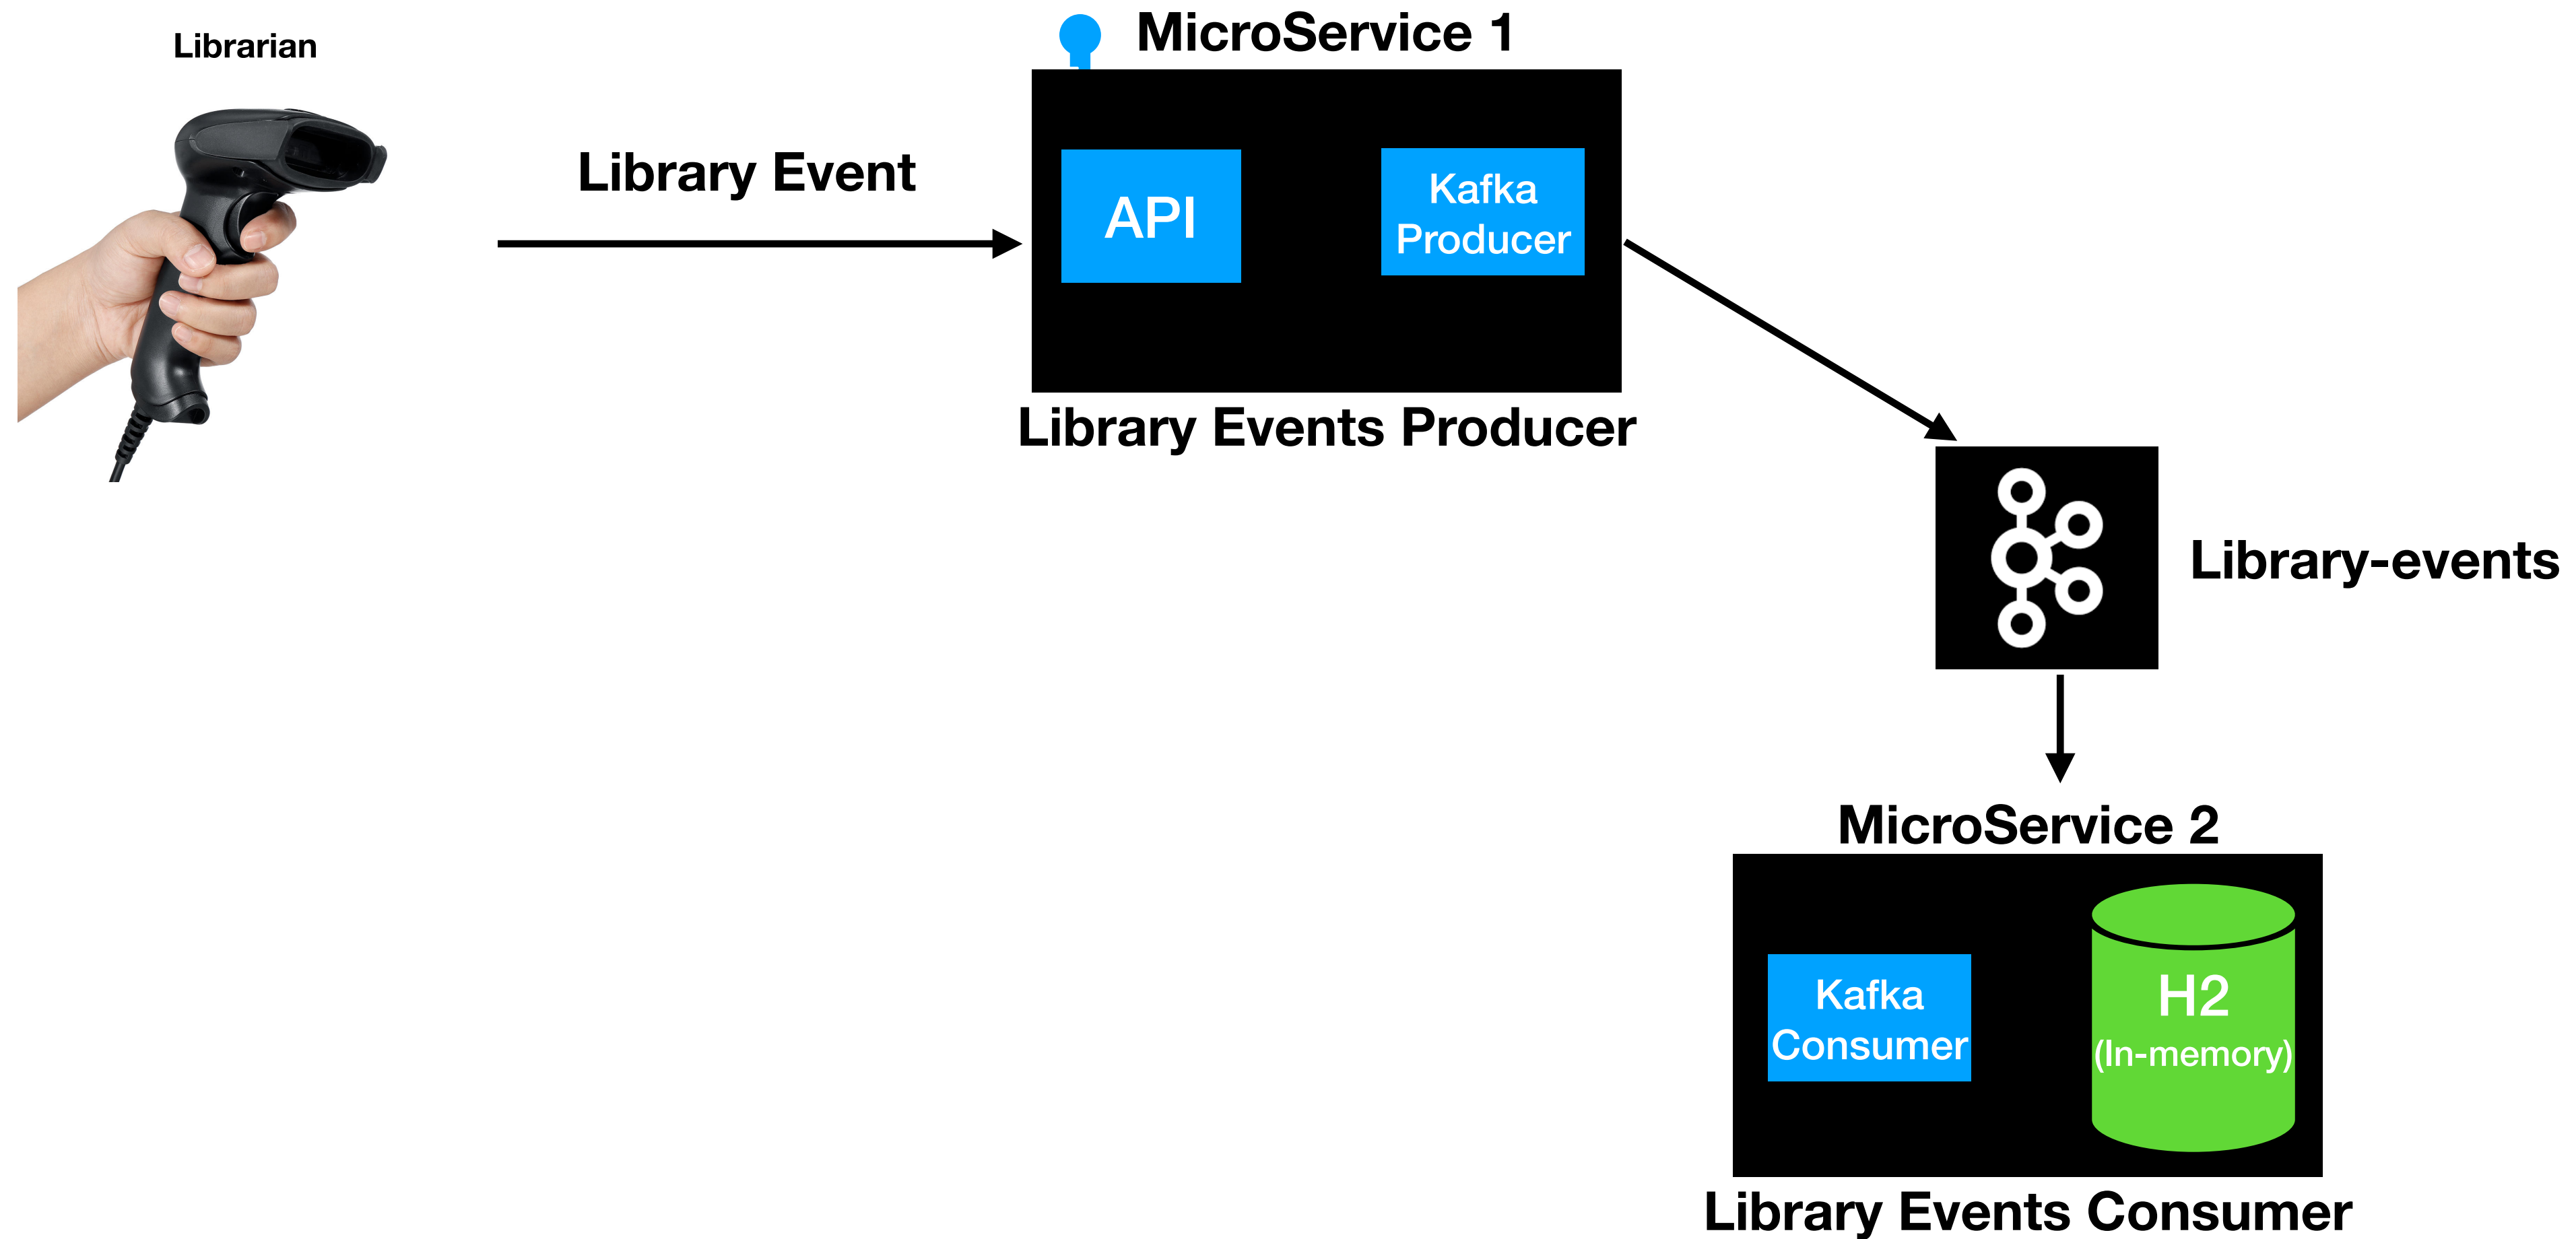 Librarian
MicroService 1
Library Event
API
Kafka
Producer
Library Events Producer
Library-events
MicroService 2
Kafka
Consumer
H2
(In-memory)
Library Events Consumer